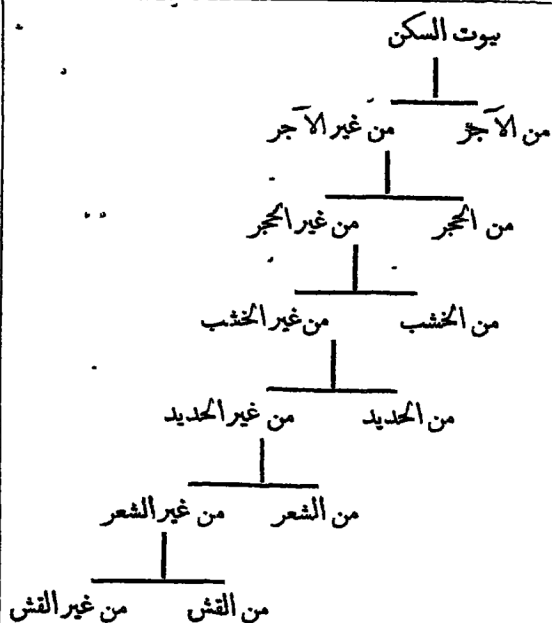 بيوت السكن
من الآجر من غير الآجر
من الحجر من غير الحجر
من الخشب من غير الخشب
من الحديد من غير الحديد
من الشعر من غير الشعر
من القش من غير القش